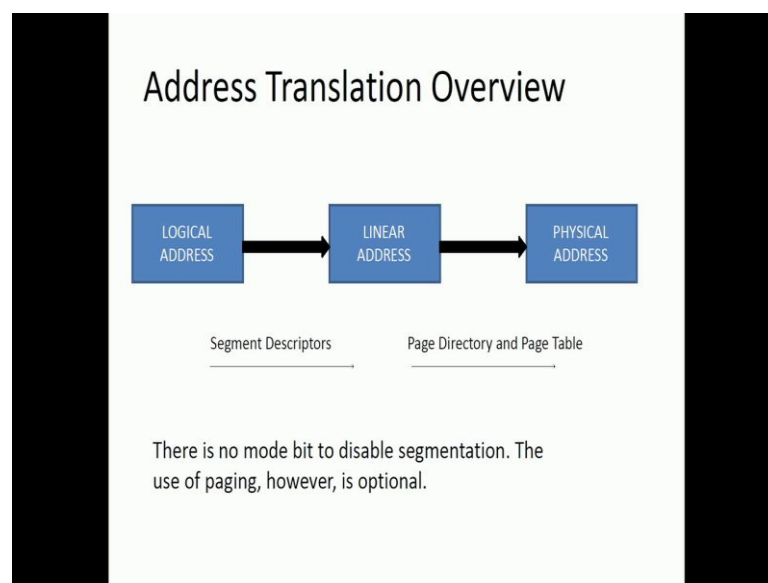 Address Translation Overview
LOGICAL
ADDRESS
LINEAR
ADDRESS
PHYSICAL
ADDRESS
Segment Descriptors
Page Directory and Page Table
There is no mode bit to disable segmentation. The
use of paging, however, is optional.